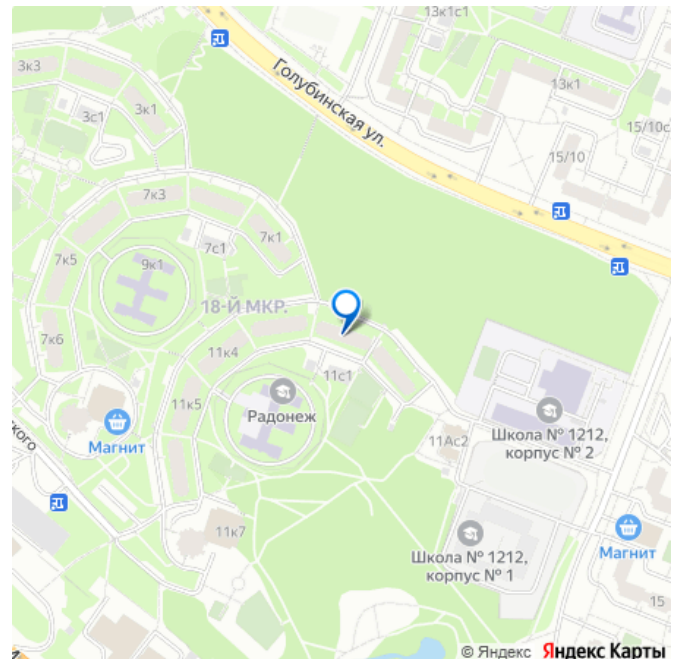 13к1с1
3к3
3к1
3с1
Голубинская ул.
13к1
15/10с
15/10
7к3
7к1
7с1
7к5
9к1
18-Й МКР.
7к6
11к4
11с1
11к5
Радонеж
Магнит
11Ас2
Школа № 1212,
корпус № 2
11к7
Школа № 1212,
корпус № 1
Магнит
15
© Яндекс Яндекс Карты